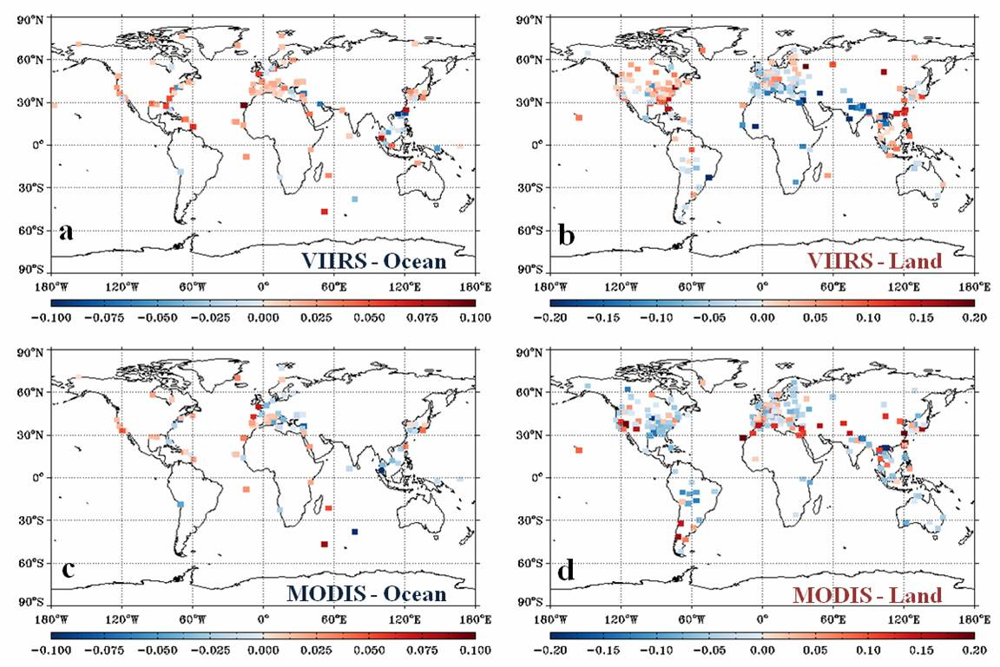 90°N 90°N
60°N 60°N
30°N 30°N
0° 0°
30°S 30°S
60°S a 60°S b
VIIRS - Ocean VIIRS - Land
90°S 90°S
180°W 120°W 60°W 0° 60°E 120°E 180°E 180°W 120°W 60°W 0° 60°E 120°E 180°E
-0.100 -0.075 -0.050 -0.025 0.000 0.025 0.050 0.075 0.100 -0.20 -0.15 -0.10 -0.05 0.00 0.05 0.10 0.15 0.20
90°N 90°N
60°N 60°N
30°N 30°N
0° 0°
30°S 30°S
60°S c 60°S d
MODIS - Ocean MODIS - Land
90°S 90°S
180°W 120°W 60°W 0° 60°E 120°E 180°E 180°W 120°W 60°W 0° 60°E 120°E 180°E
-0.100 -0.075 -0.050 -0.025 0.000 0.025 0.050 0.075 0.100 -0.20 -0.15 -0.10 -0.05 0.00 0.05 0.10 0.15 0.20